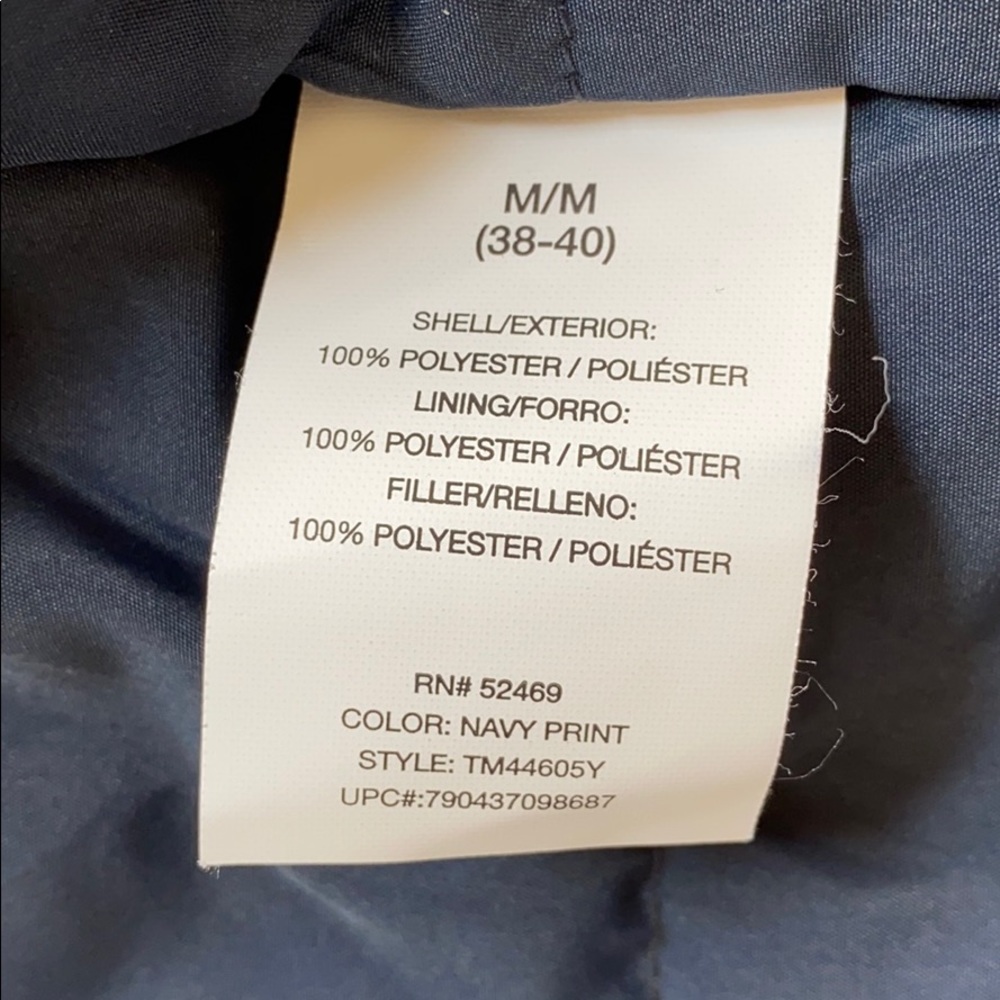 M/M
(38-40)
SHELL/EXTERIOR:
100% POLYESTER / POLIÉSTER
LINING/FORRO:
100% POLYESTER / POLIÉSTER
FILLER/RELLENO:
100% POLYESTER / POLIÉSTER
RN# 52469
COLOR: NAVY PRINT
STYLE: TM44605Y
UPC#:790437098687